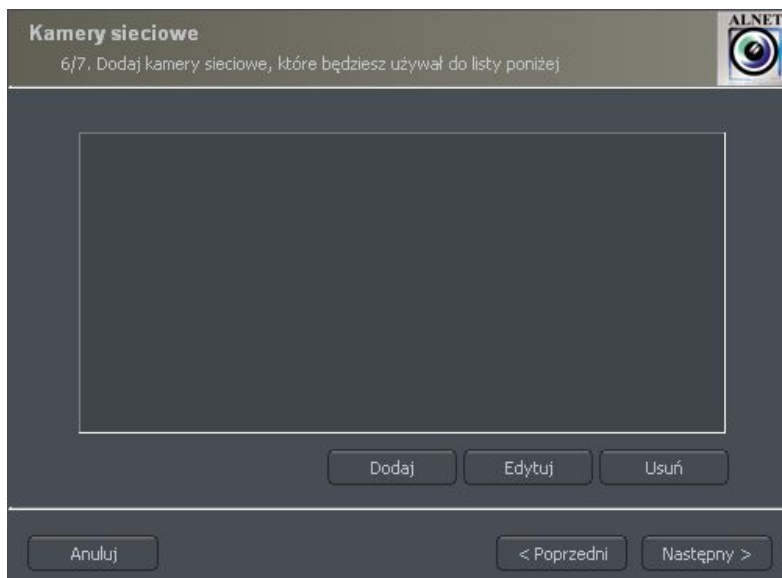 Kamery sieciowe
ALNET
6/7. Dodaj kamery sieciowe, które będziesz używał do listy poniżej
Dodaj
Edytuj
Usuń
Anuluj
< Poprzedni
Następny >